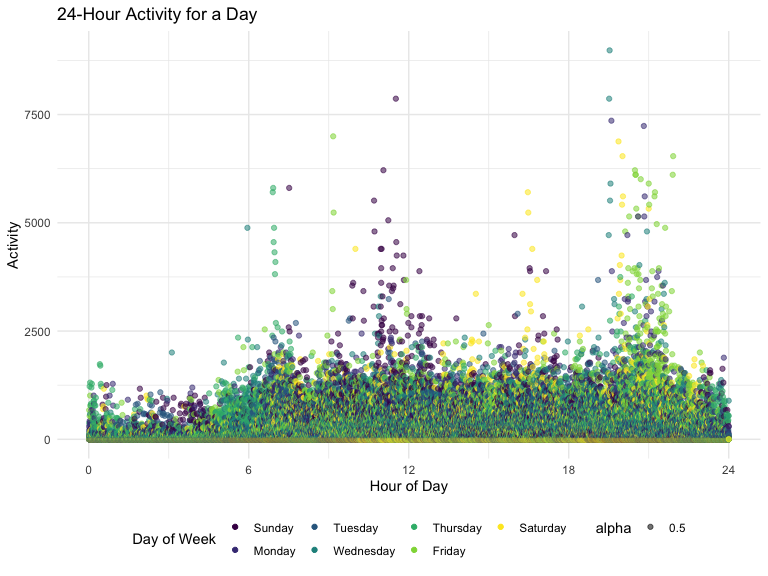 24-Hour Activity for a Day
7500
5000
2500
0
Activity
0 6 12 18 24
Hour of Day
Day of Week
Sunday Tuesday Thursday Saturday
Monday Wednesday Friday
alpha 0.5